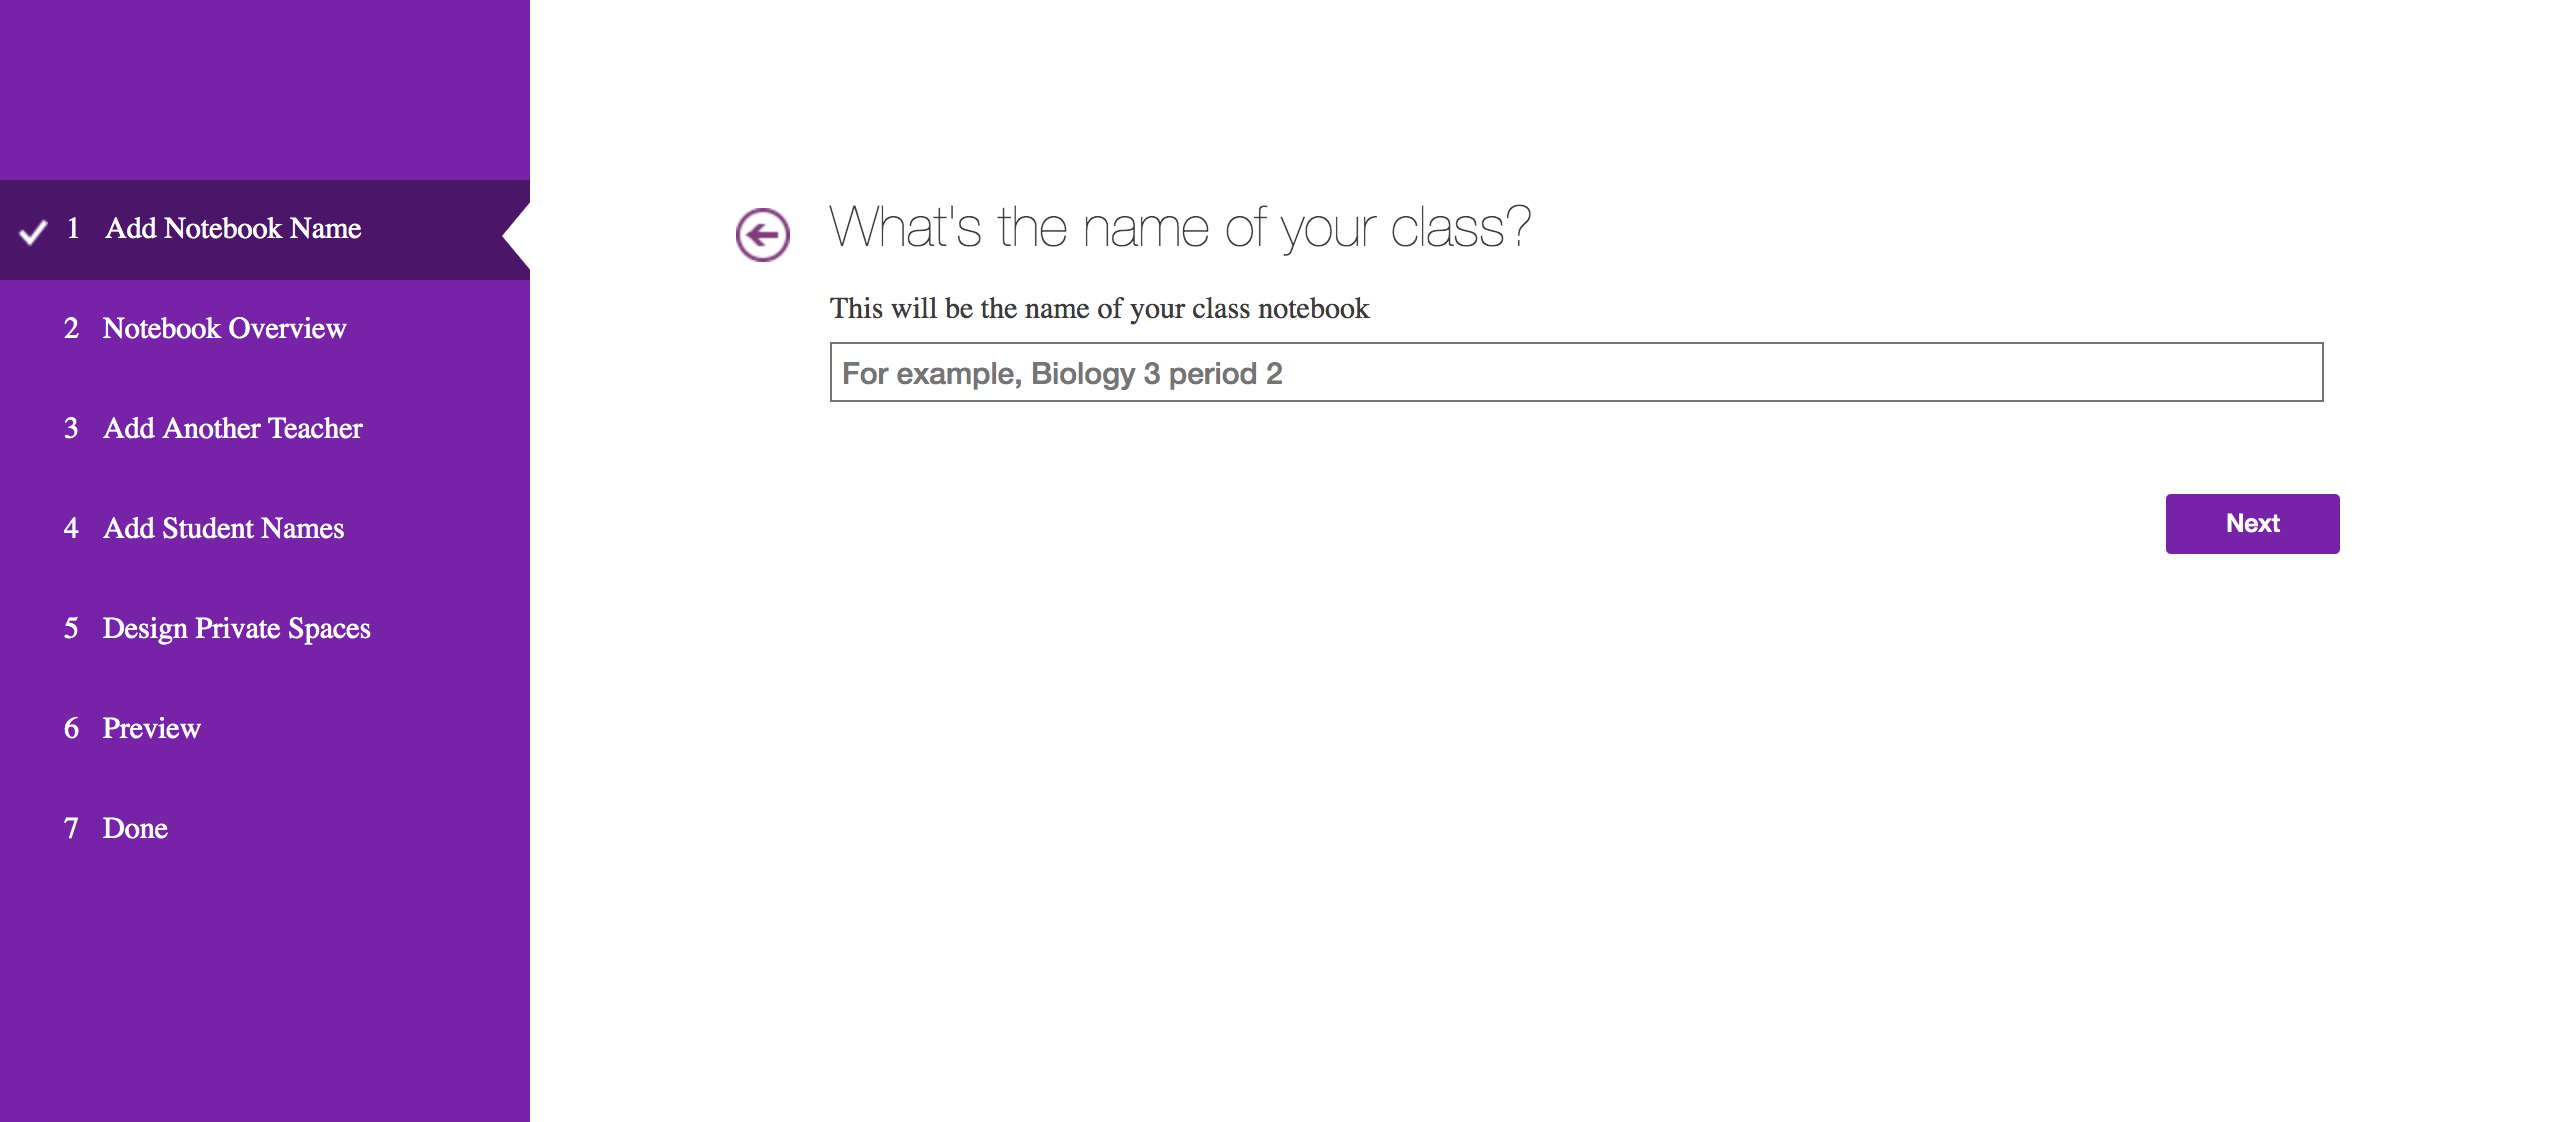 1 Add Notebook Name
2 Notebook Overview
3 Add Another Teacher
4 Add Student Names
5 Design Private Spaces
6 Preview
7 Done
What's the name of your class?
This will be the name of your class notebook
For example, Biology 3 period 2
Next